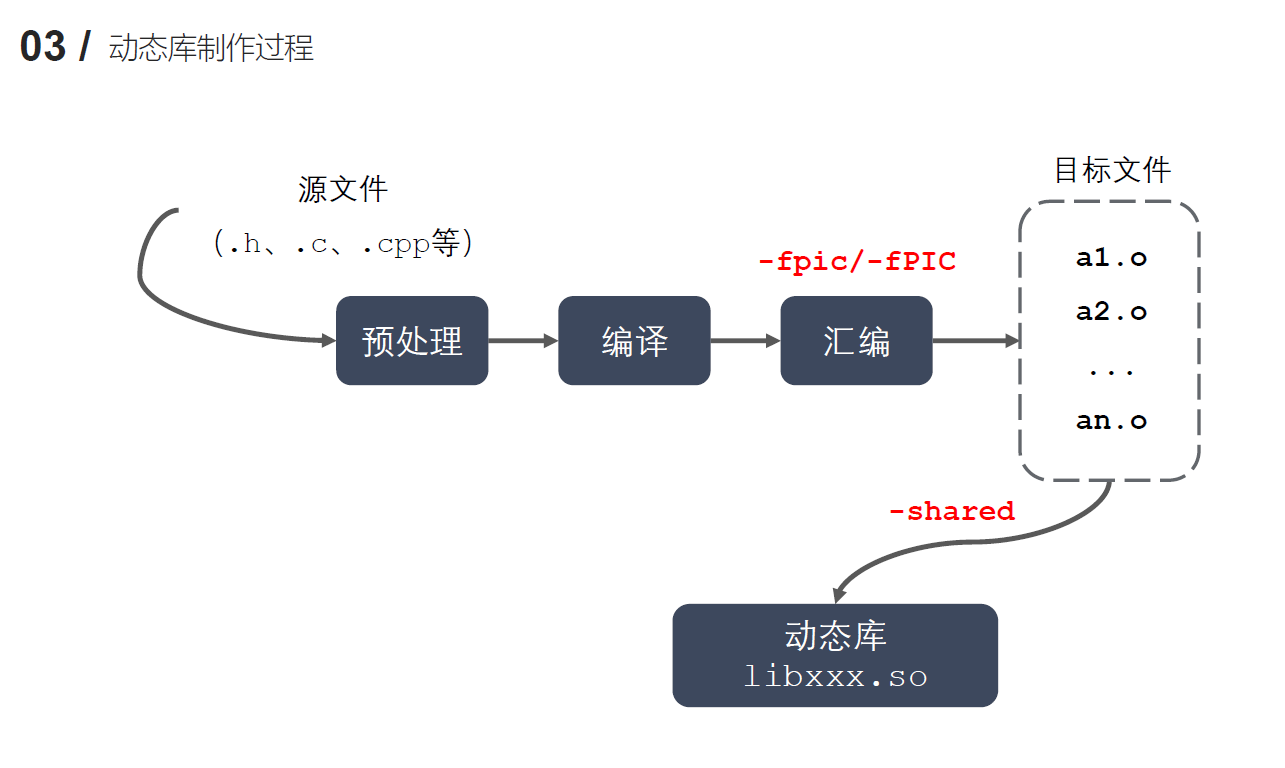 03 / 动态库制作过程
源文件
（.h、.c、.cpp等）
目标文件
-fpic/-fPIC
a1.o
a2.o
...
an.o
预处理
编译
汇编
-shared
动态库
libxxx.so